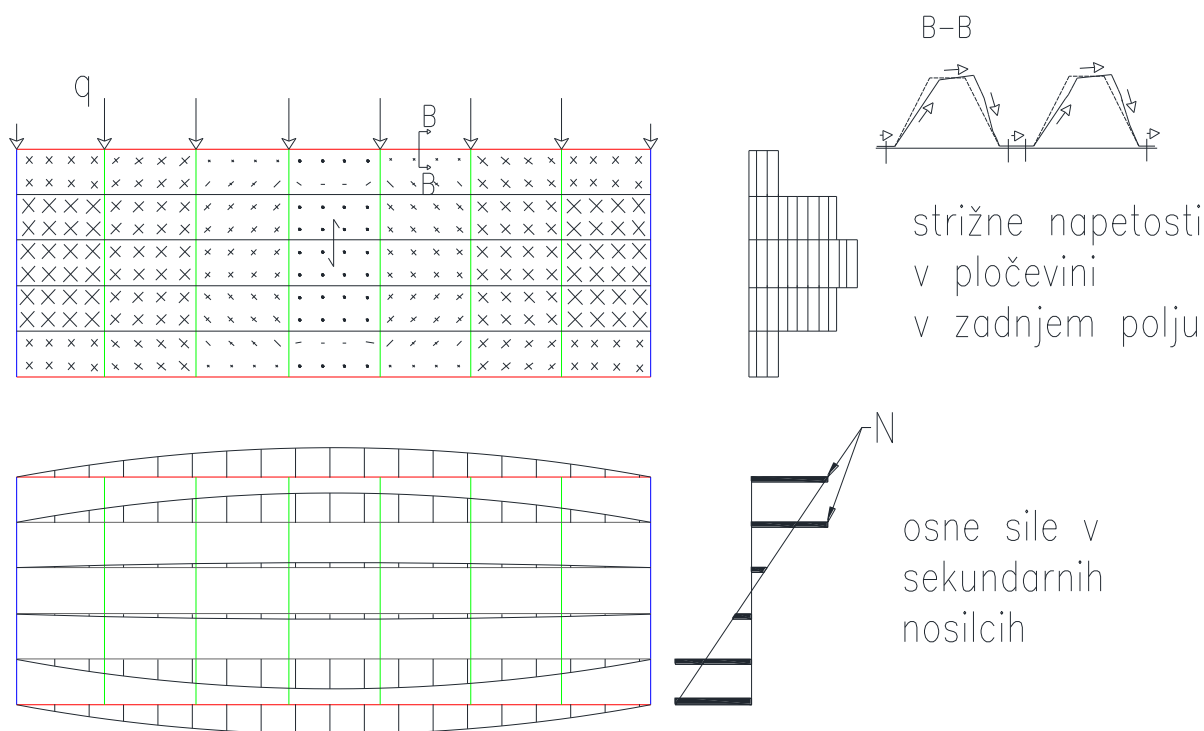 B-B
q
B
B
strižne napetosti
v pločevini
v zadnjem polju
N
osne sile v
sekundarnih
nosilcih